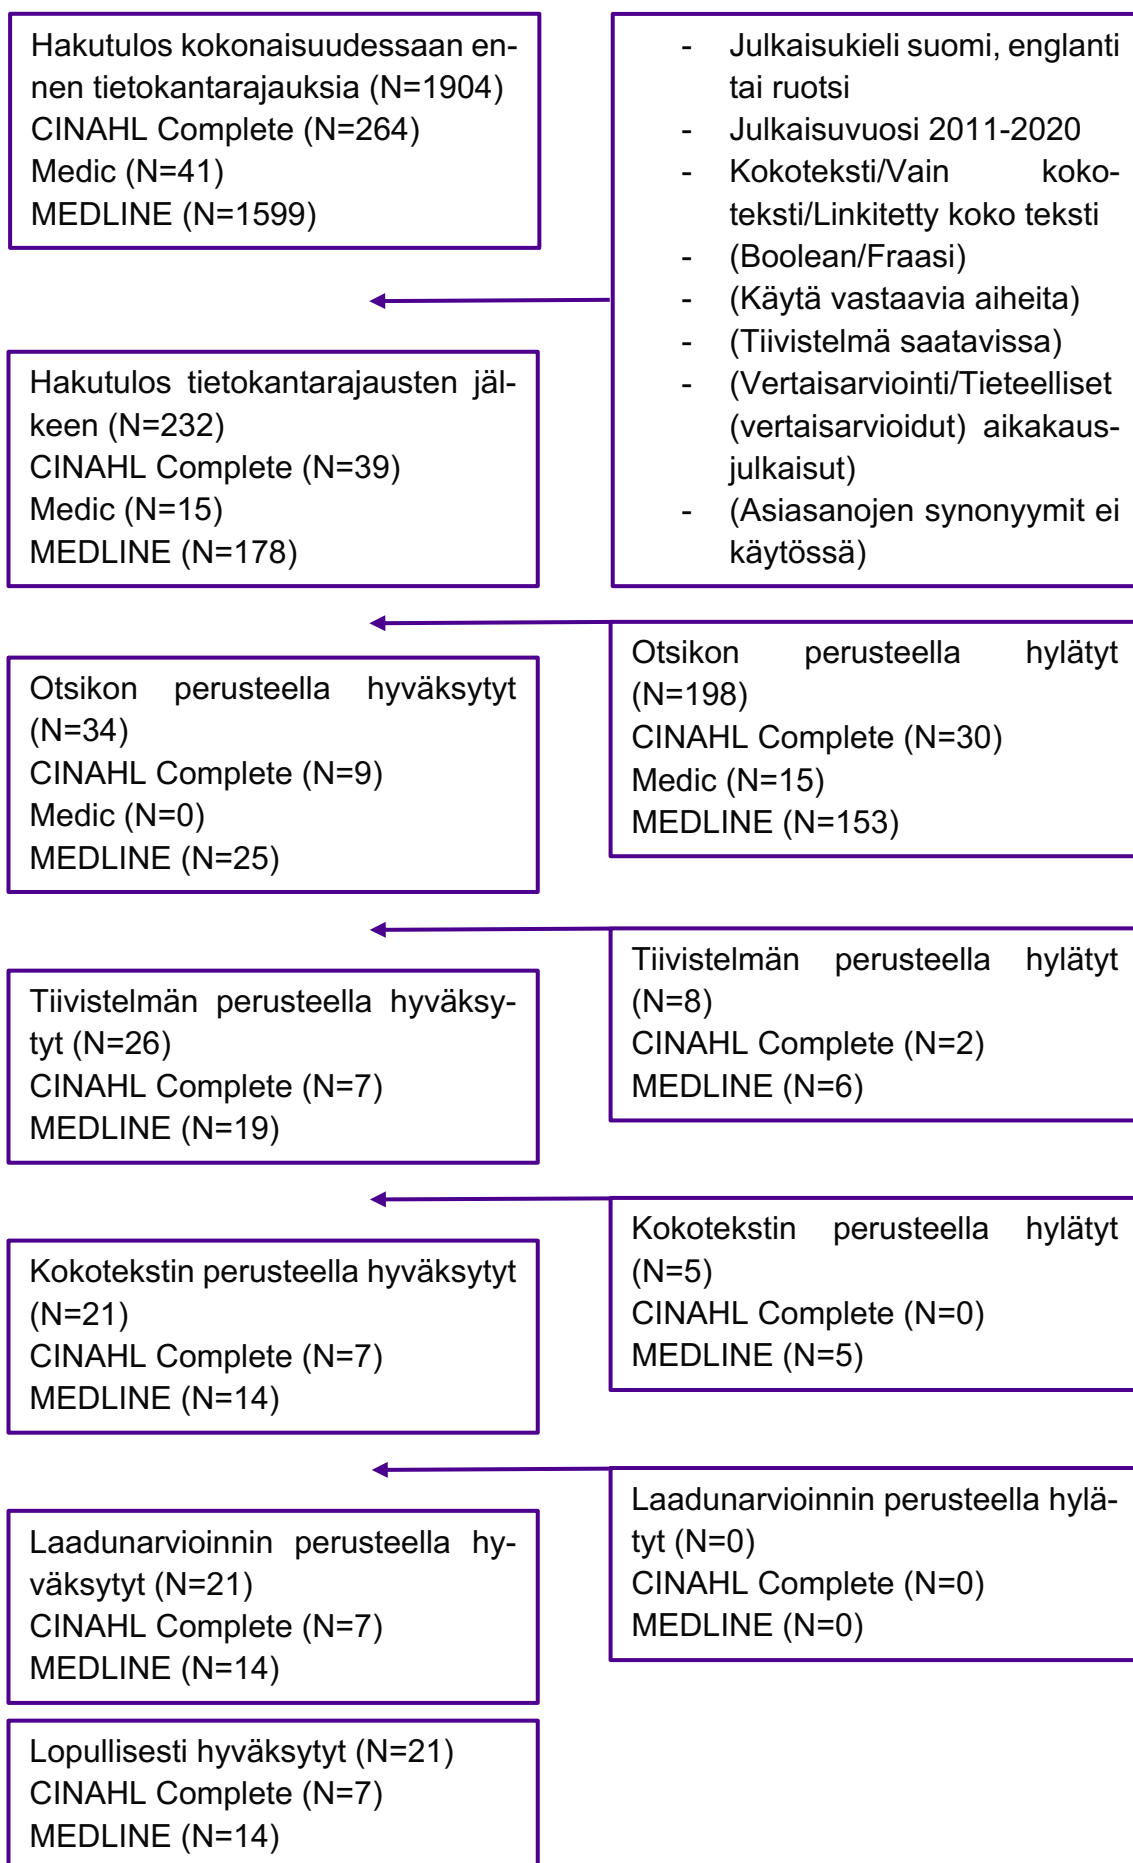 Hakutulos kokonaisuudessaan en-
nen tietokantarajauksia (N=1904)
CINAHL Complete (N=264)
Medic (N=41)
MEDLINE (N=1599)
- Julkaisukieli suomi, englanti
tai ruotsi
- Julkaisuvuosi 2011-2020
- Kokoteksti/Vain koko-
teksti/Linkitetty koko teksti
- (Boolean/Fraasi)
- (Käytä vastaavia aiheita)
- (Tiivistelmä saatavissa)
- (Vertaisarviointi/Tieteelliset
(vertaisarvioidut) aikakaus-
julkaisut)
- (Asiasanojen synonyymit ei
käytössä)
Hakutulos tietokantarajausten jäl-
keen (N=232)
CINAHL Complete (N=39)
Medic (N=15)
MEDLINE (N=178)
Otsikon perusteella hylätyt
(N=198)
CINAHL Complete (N=30)
Medic (N=15)
MEDLINE (N=153)
Otsikon perusteella hyväksytyt
(N=34)
CINAHL Complete (N=9)
Medic (N=0)
MEDLINE (N=25)
Tiivistelmän perusteella hylätyt
(N=8)
CINAHL Complete (N=2)
MEDLINE (N=6)
Tiivistelmän perusteella hyväksy-
tyt (N=26)
CINAHL Complete (N=7)
MEDLINE (N=19)
Kokotekstin perusteella hylätyt
(N=5)
CINAHL Complete (N=0)
MEDLINE (N=5)
Kokotekstin perusteella hyväksytyt
(N=21)
CINAHL Complete (N=7)
MEDLINE (N=14)
Laadunarvioinnin perusteella hylä-
tyt (N=0)
CINAHL Complete (N=0)
MEDLINE (N=0)
Laadunarvioinnin perusteella hy-
väksytyt (N=21)
CINAHL Complete (N=7)
MEDLINE (N=14)
Lopullisesti hyväksytyt (N=21)
CINAHL Complete (N=7)
MEDLINE (N=14)